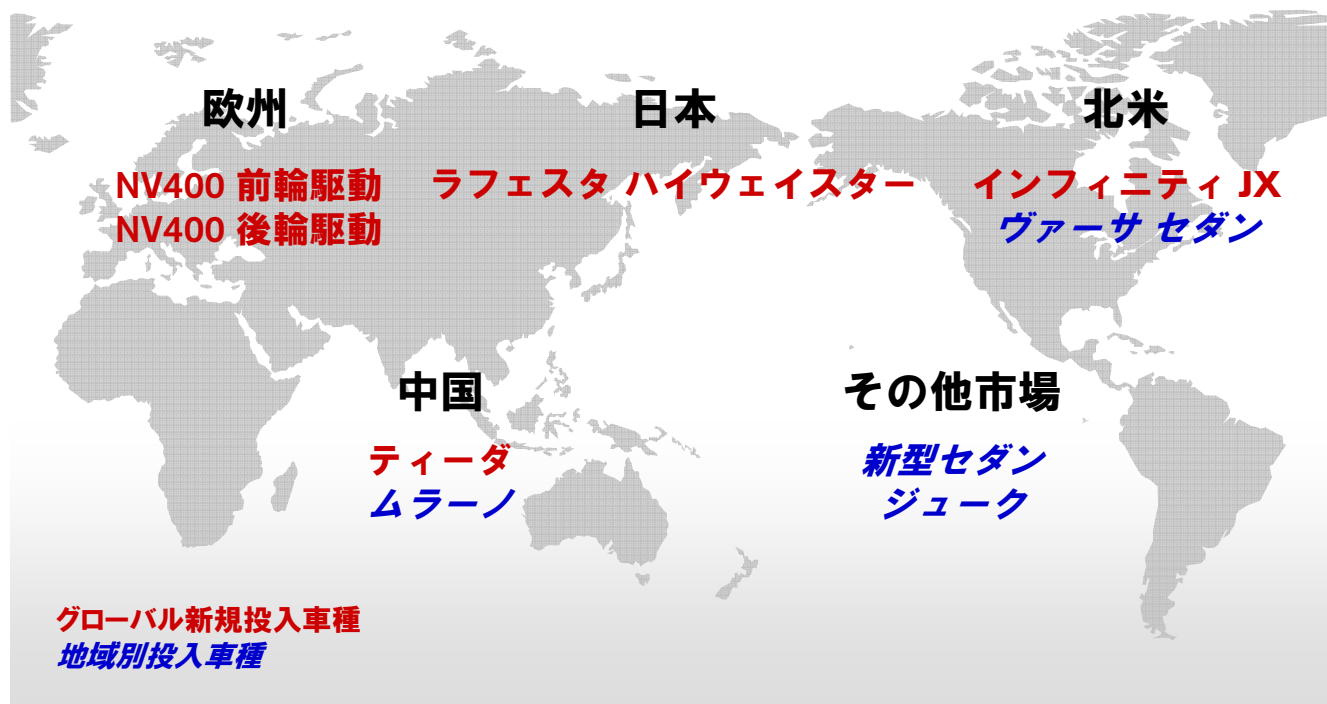 欧州
NV400 前輪駆動
NV400 後輪駆動
日本
ラフェスタ ハイウェイスター
北米
インフィニティ JX
ヴァーサ セダン
中国
ティーダ
ムラーノ
その他市場
新型セダン
ジューク
グローバル新規投入車種
地域別投入車種